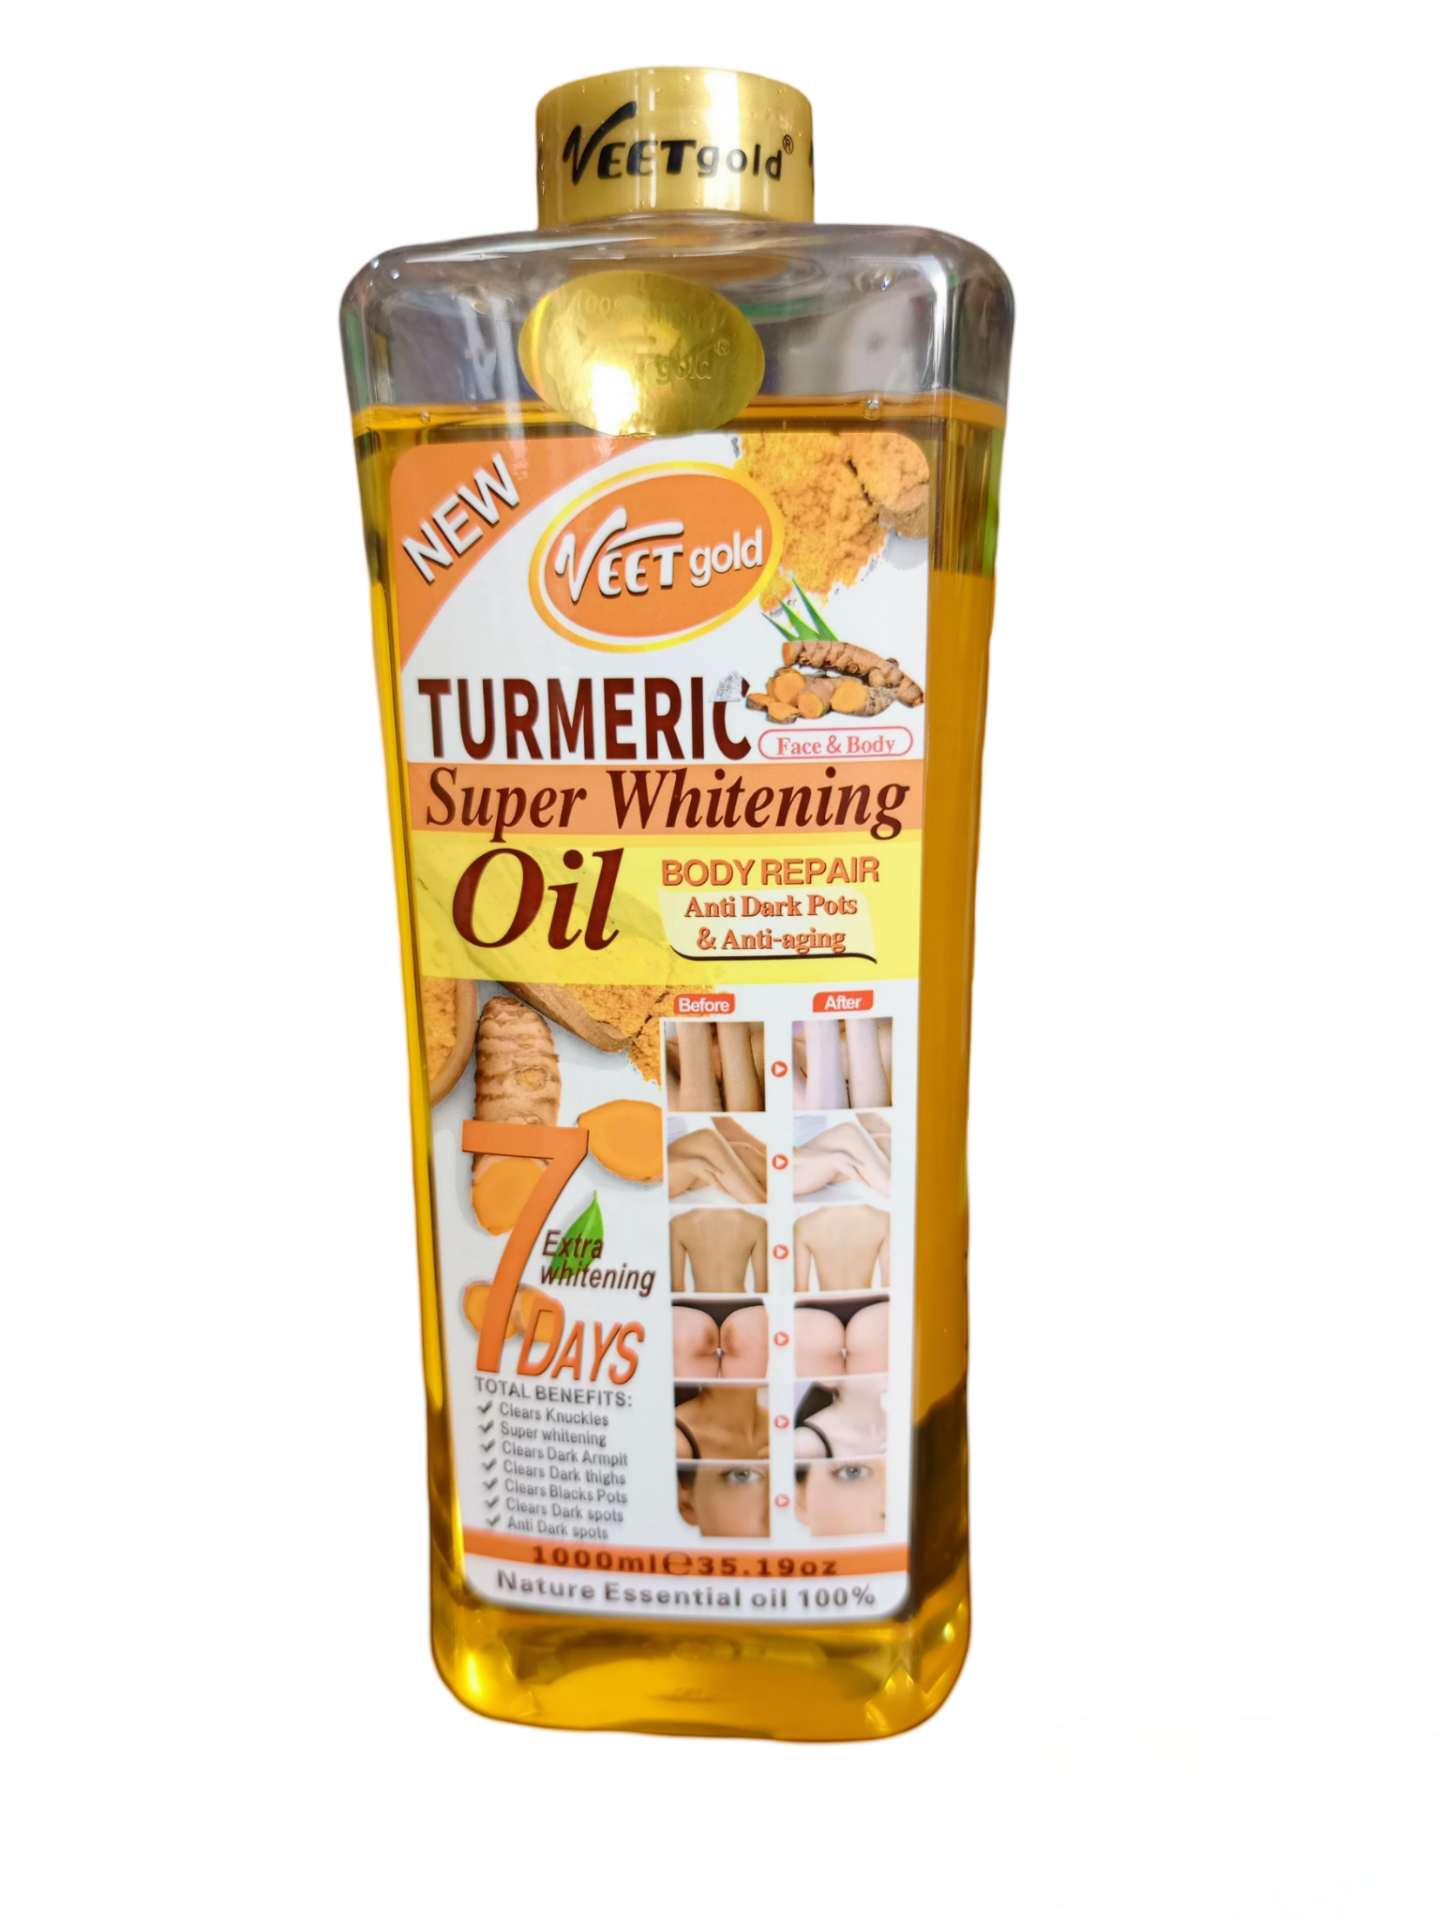 VEETgold®
gold®
NEW
VEET gold
TURMERIC
Face & Body
Super Whitening
Oil
BODY REPAIR
Anti Dark Pots
& Anti-aging
Before
After
7
Extra
whitening
DAYS
TOTAL BENEFITS:
✓ Clears Knuckles
✓ Super whitening
✓ Clears Dark Armpit
✓ Clears Dark thighs
✓ Clears Blacks Pots
✓ Clears Dark spots
✓ Anti Dark spots
1000ml℮35.19oz
Nature Essential oil 100%